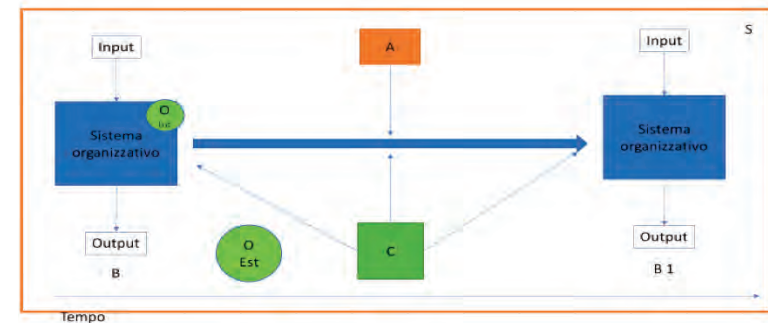 S
Input
A
Input
O
Int
Sistema
organizzativo
Sistema
organizzativo
Output
O
Est
C
Output
B
B 1
Tempo